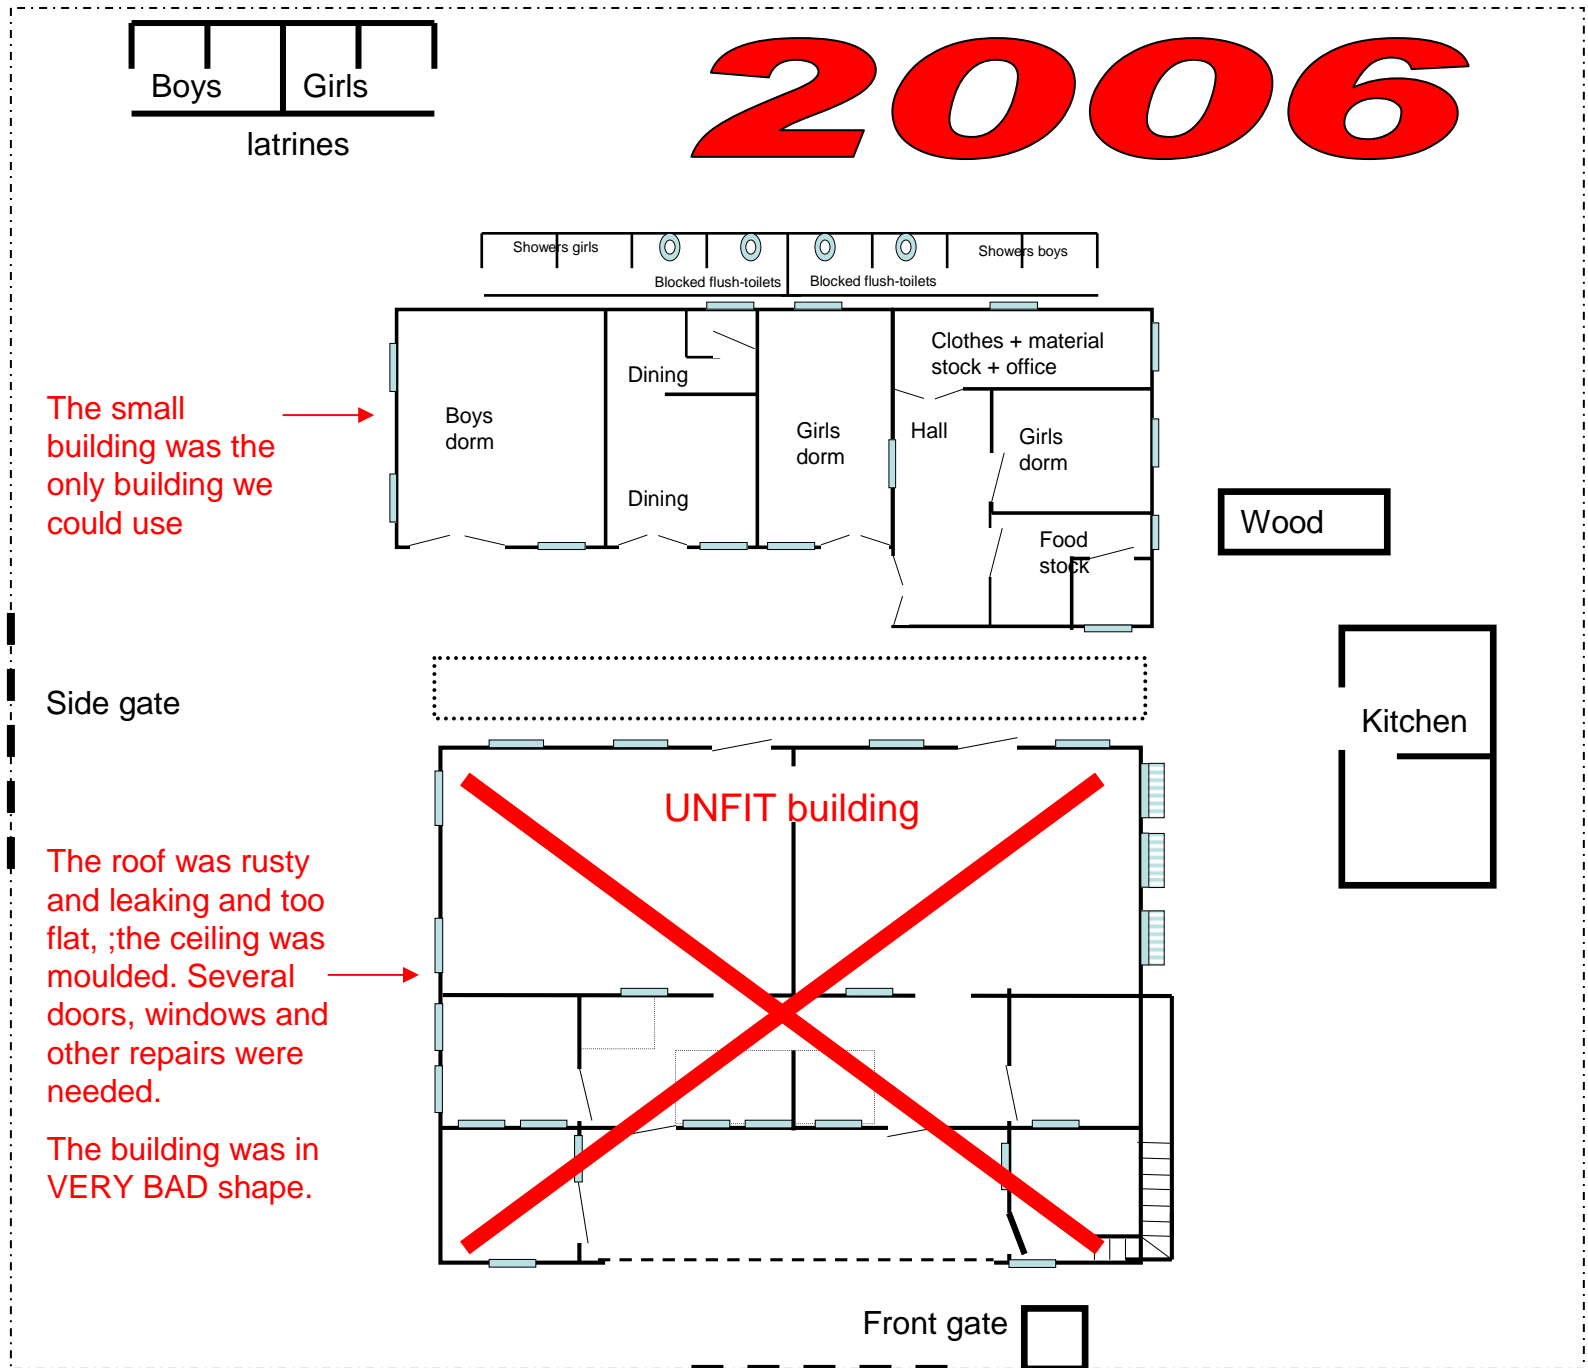 2006
Boys
Girls
latrines
Showers girls
Showers boys
Blocked flush-toilets
Blocked flush-toilets
Clothes + material
stock + office
Dining
The small
building was the
only building we
could use
Boys
dorm
Girls
dorm
Hall
Girls
dorm
Dining
Wood
Food
stock
Side gate
Kitchen
UNFIT building
The roof was rusty
and leaking and too
flat, ;the ceiling was
moulded. Several
doors, windows and
other repairs were
needed.
The building was in
VERY BAD shape.
Front gate